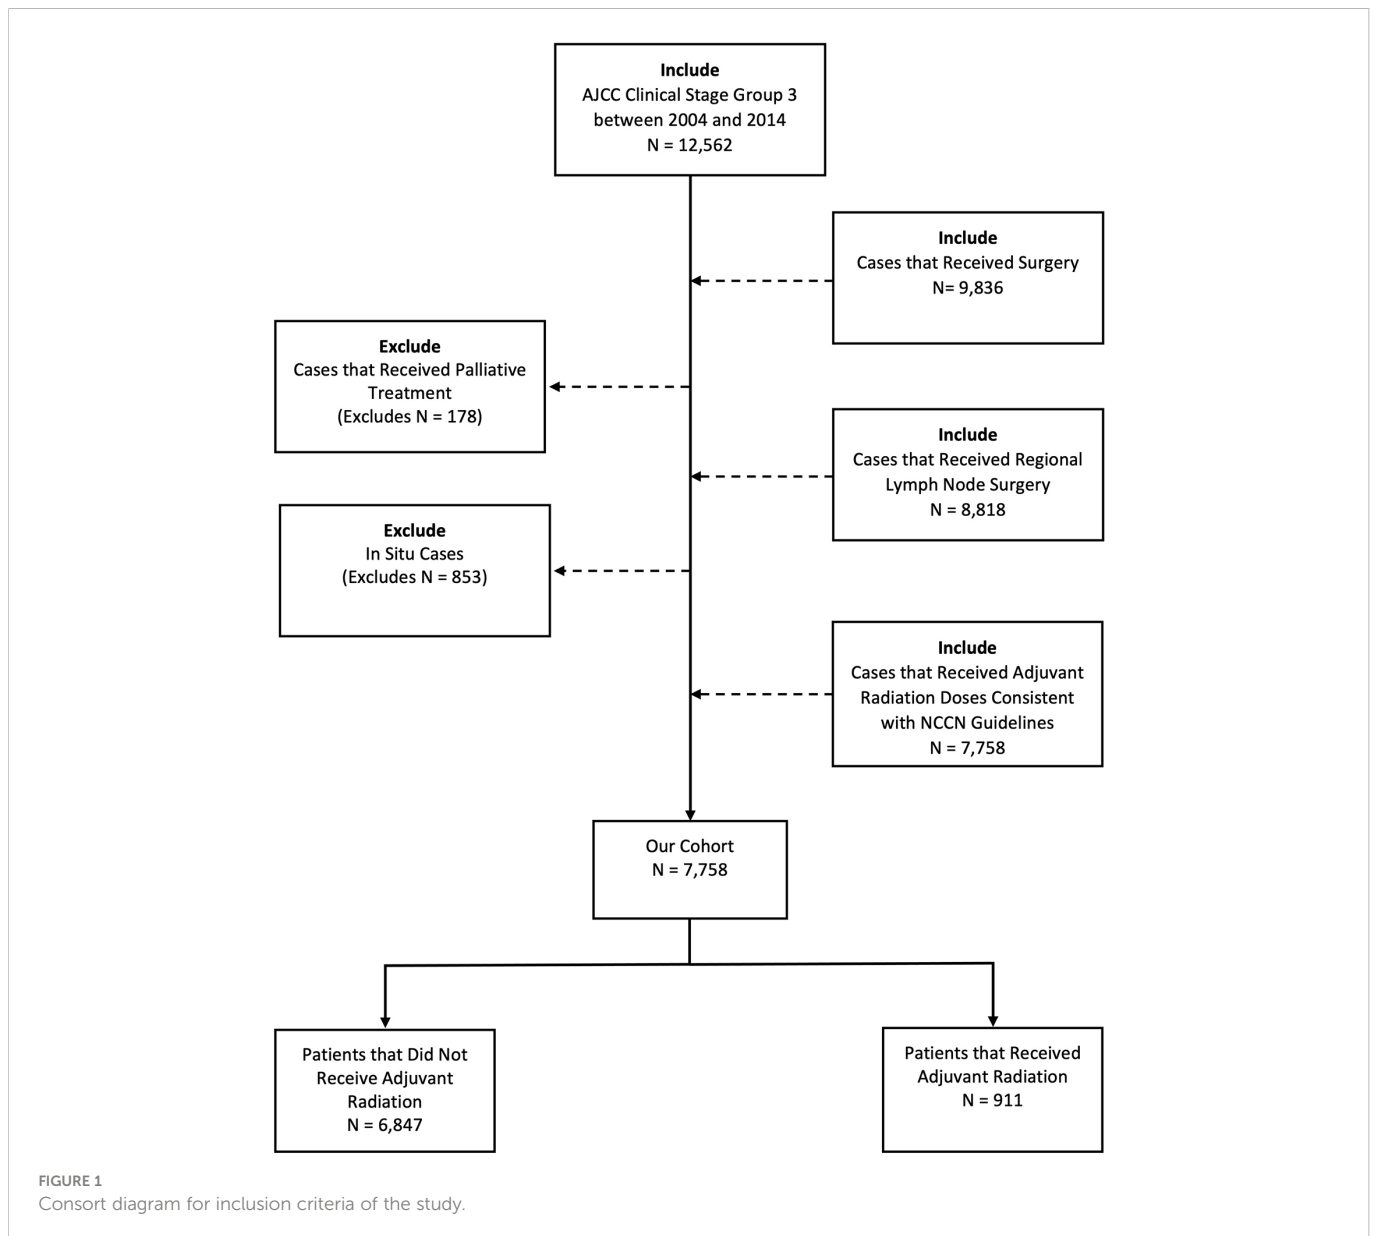 Include
AJCC Clinical Stage Group 3
between 2004 and 2014
N = 12,562
Include
Cases that Received Surgery
N= 9,836
Exclude
Cases that Received Palliative
Treatment
(Excludes N = 178)
Include
Cases that Received Regional
Lymph Node Surgery
N = 8,818
Exclude
In Situ Cases
(Excludes N = 853)
Include
Cases that Received Adjuvant
Radiation Doses Consistent
with NCCN Guidelines
N = 7,758
Our Cohort
N = 7,758
Patients that Did Not
Receive Adjuvant
Radiation
N = 6,847
Patients that Received
Adjuvant Radiation
N = 911
FIGURE 1
Consort diagram for inclusion criteria of the study.